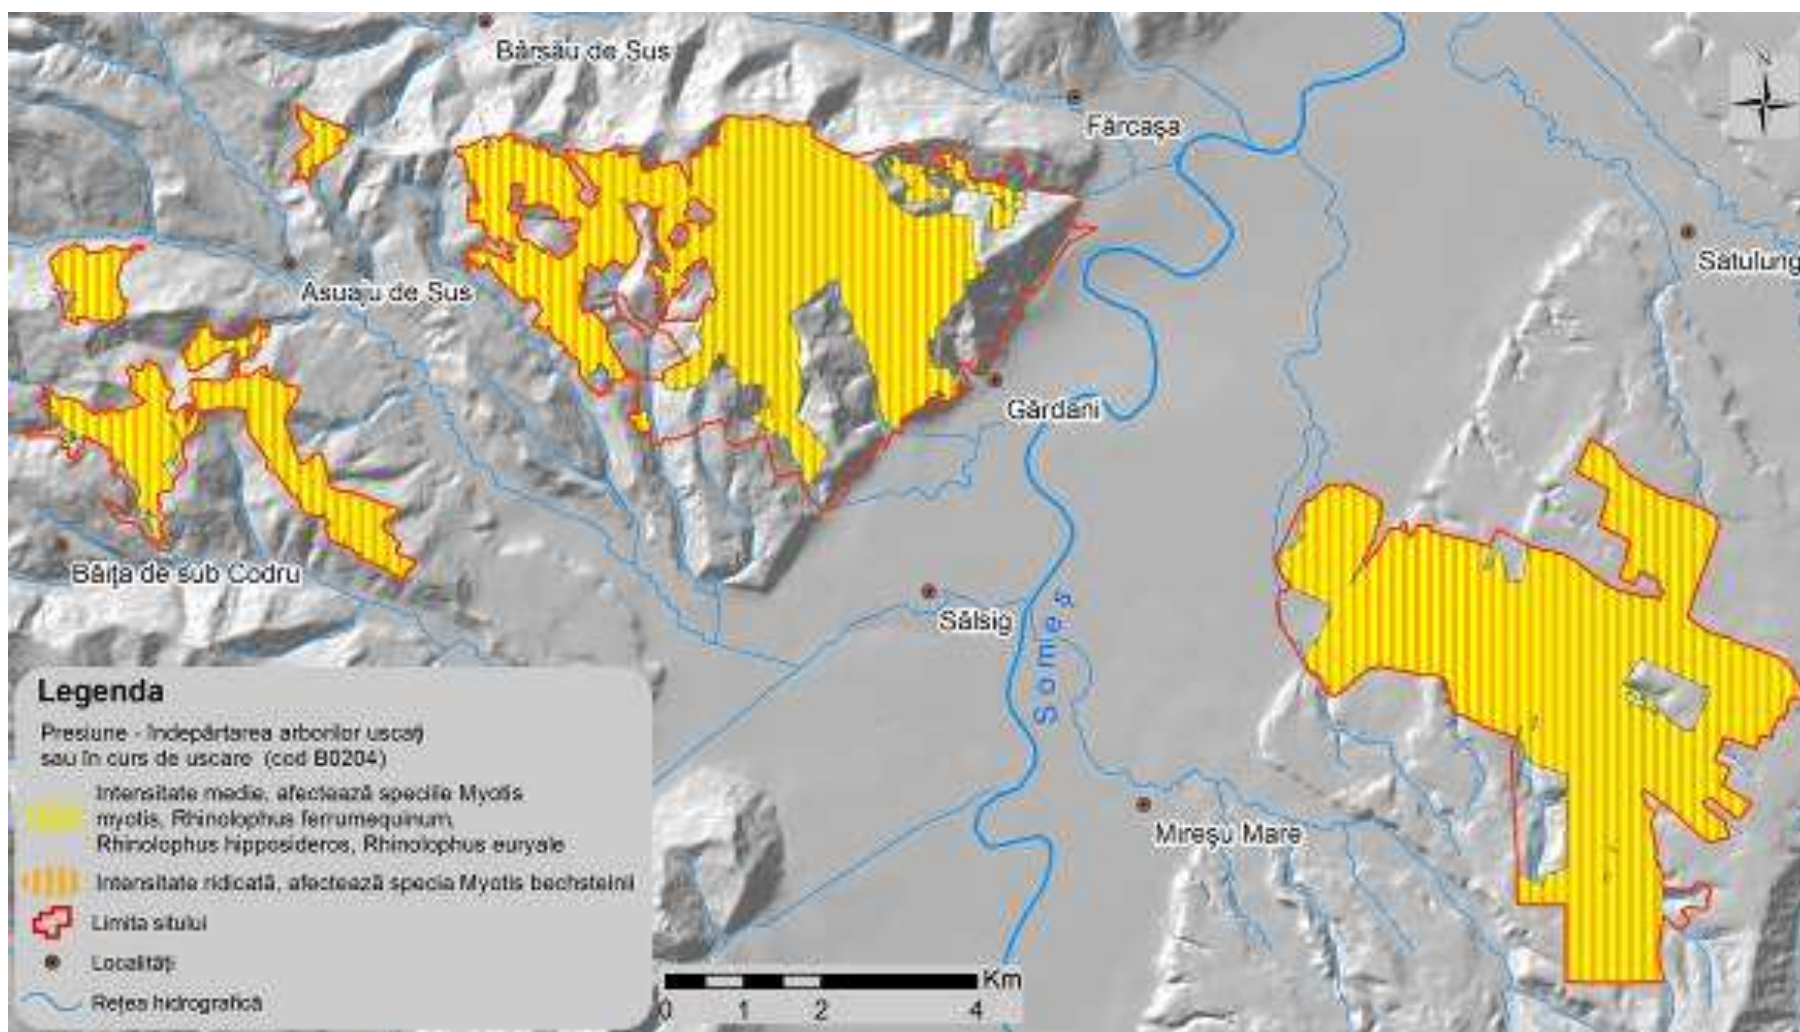 Bârsău de Sus
N
Fărcașa
Satulung
Asuaju de Sus
Gârdani
Băița de sub Codru
Sălsig
Someș
Mireșu Mare
Legenda
Presiune - Indepărtarea arborilor uscați
sau în curs de uscare (cod B0204)
Intensitate medie, afectează speciile Myotis
myotis, Rhinolophus ferrumequinum,
Rhinolophus hipposideros, Rhinolophus euryale
Intensitate ridicată, afectează specia Myotis bechsteinii
Limita sitului
Localități
Rețea hidrografică
Km
0 1 2 4